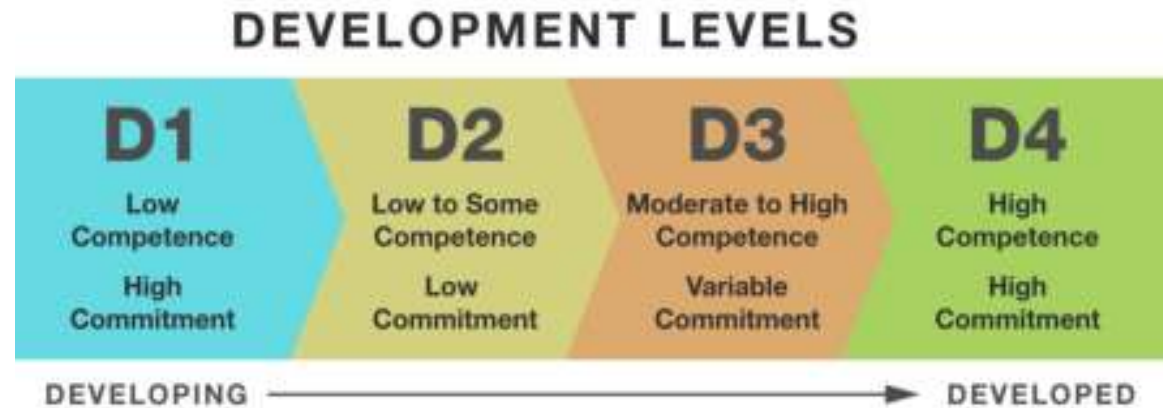 DEVELOPMENT LEVELS
D1
Low
Competence
High
Commitment
D2
Low to Some
Competence
Low
Commitment
D3
Moderate to High
Competence
Variable
Commitment
D4
High
Competence
High
Commitment
DEVELOPING
DEVELOPED